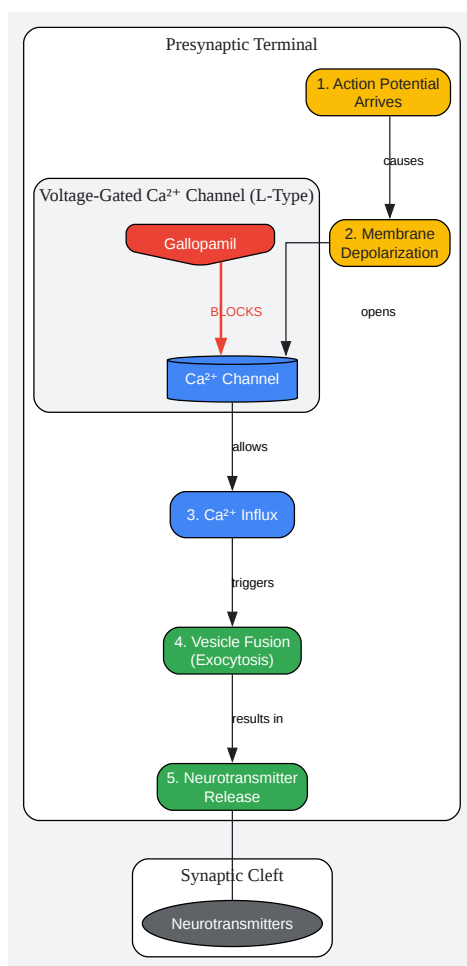 Presynaptic Terminal
1. Action Potential
Arrives
causes
Voltage-Gated Ca²⁺ Channel (L-Type)
Gallopamil
2. Membrane
Depolarization
BLOCKS
opens
Ca²⁺ Channel
allows
3. Ca²⁺ Influx
triggers
4. Vesicle Fusion
(Exocytosis)
results in
5. Neurotransmitter
Release
Synaptic Cleft
Neurotransmitters